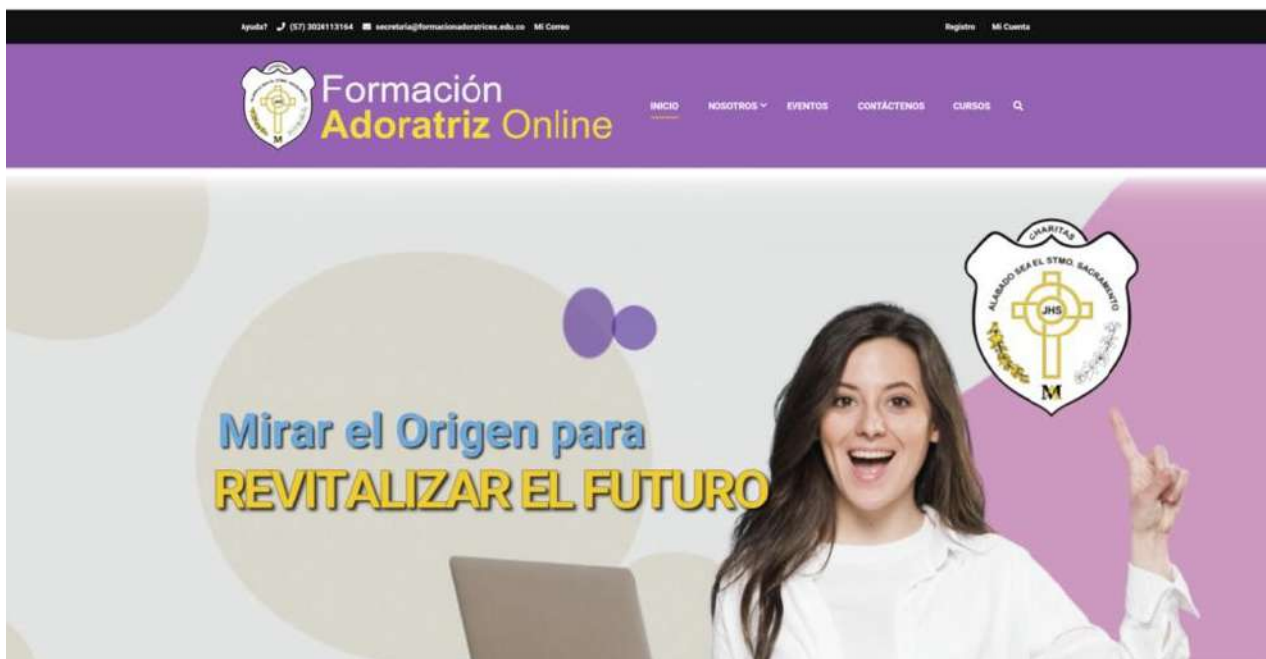 Ayuda? (57) 3024113164 secretaria@formacionadoratrices.edu.co Mi Correo Registro Mi Cuenta
Formación
Adoratriz Online
INICIO NOSOTROS EVENTOS CONTÁCTENOS CURSOS
CHARITAS
ALABADO SEA EL STMO. SACRAMENTO
JHS
M
Mirar el Origen para
REVITALIZAR EL FUTURO